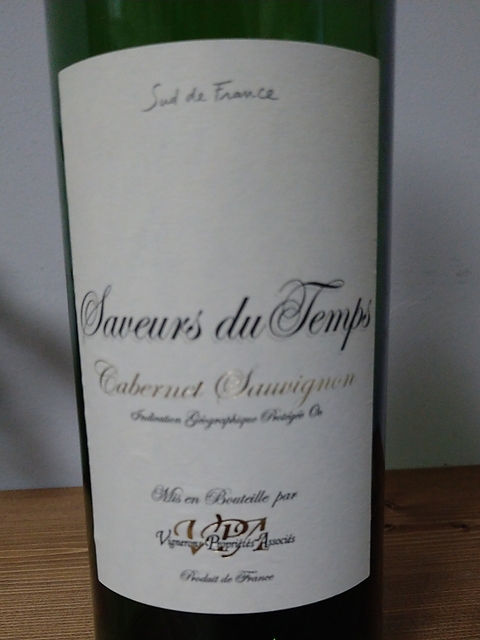 Sud de France
Saveurs du Temps
Cabernet Sauvignon
Indication Géographique Protégée Oc
Mis en Bouteille par
VPA
Vignerons Propriétés Associés
Produit de France